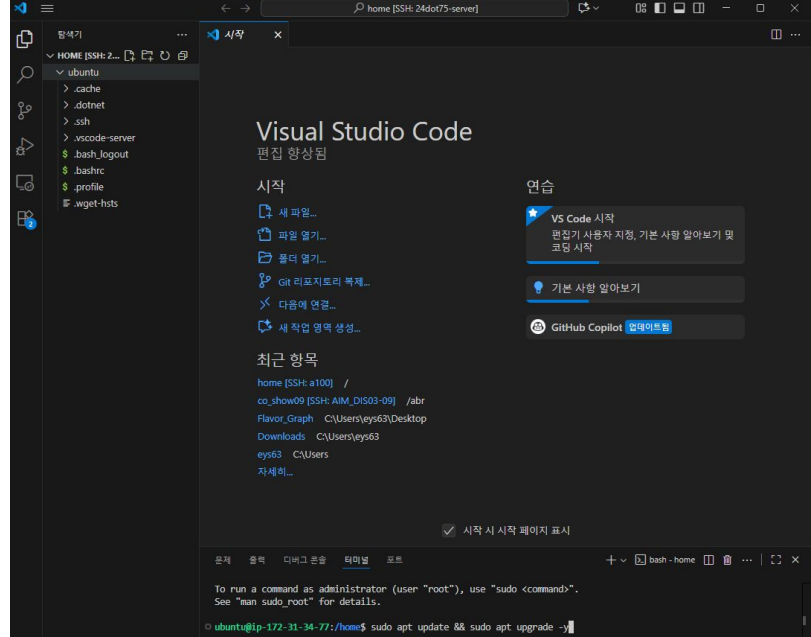 home [SSH: 24dot75-server]
탐색기
시작
HOME [SSH: 2...
ubuntu
.cache
.dotnet
.ssh
.vscode-server
.bash_logout
.bashrc
.profile
.wget-hsts
2
Visual Studio Code
편집 향상됨
시작
새 파일...
파일 열기...
폴더 열기...
Git 리포지토리 복제...
다음에 연결...
새 작업 영역 생성...
최근 항목
home [SSH: a100] /
co_show09 [SSH: AIM_DIS03-09] /abr
Flavor_Graph C:\Users\eys63\Desktop
Downloads C:\Users\eys63
eys63 C:\Users
자세히...
연습
VS Code 시작
편집기 사용자 지정, 기본 사항 알아보기 및
코딩 시작
기본 사항 알아보기
GitHub Copilot 업데이트됨
시작 시 시작 페이지 표시
문제 출력 디버그 콘솔 터미널 포트
bash - home
To run a command as administrator (user "root"), use "sudo <command>".
See "man sudo_root" for details.
ubuntu@ip-172-31-34-77:/home$ sudo apt update && sudo apt upgrade -y